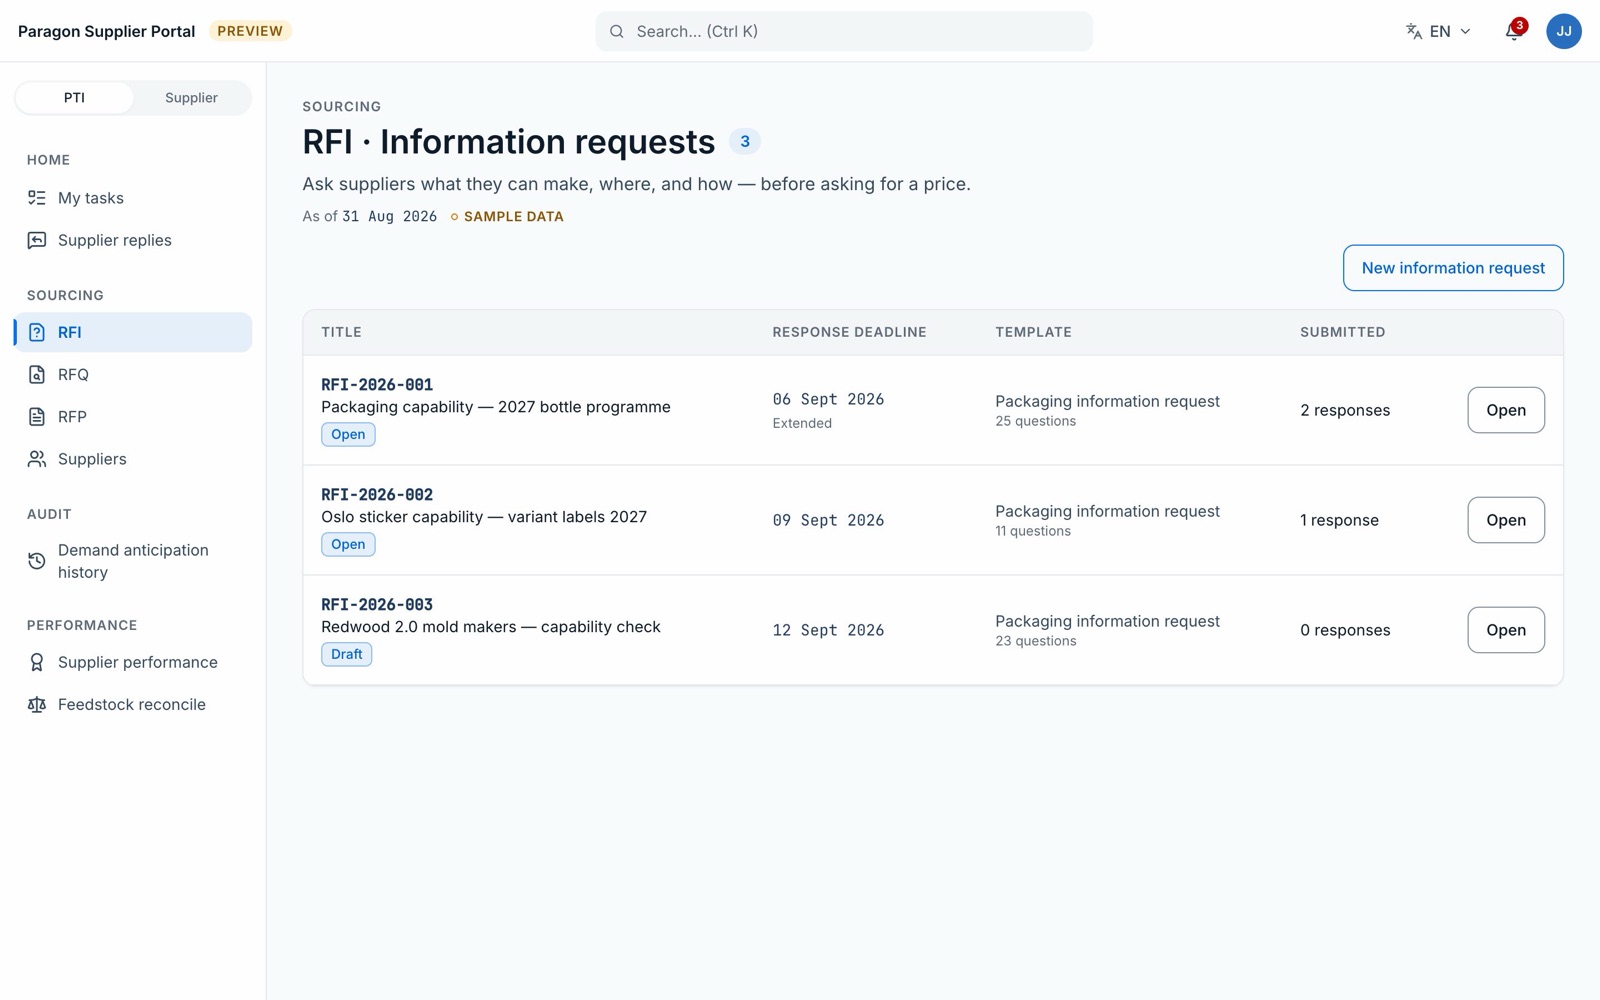 Paragon Supplier Portal PREVIEW
Search... (Ctrl K)
EN
3
JJ
PTI Supplier
HOME
My tasks
Supplier replies
SOURCING
RFI
RFQ
RFP
Suppliers
AUDIT
Demand anticipation
history
PERFORMANCE
Supplier performance
Feedstock reconcile
SOURCING
RFI · Information requests 3
Ask suppliers what they can make, where, and how — before asking for a price.
As of 31 Aug 2026 SAMPLE DATA
New information request
TITLE RESPONSE DEADLINE TEMPLATE SUBMITTED
RFI-2026-001
Packaging capability — 2027 bottle programme
Open
06 Sept 2026
Extended
Packaging information request
25 questions
2 responses
Open
RFI-2026-002
Oslo sticker capability — variant labels 2027
Open
09 Sept 2026
Packaging information request
11 questions
1 response
Open
RFI-2026-003
Redwood 2.0 mold makers — capability check
Draft
12 Sept 2026
Packaging information request
23 questions
0 responses
Open